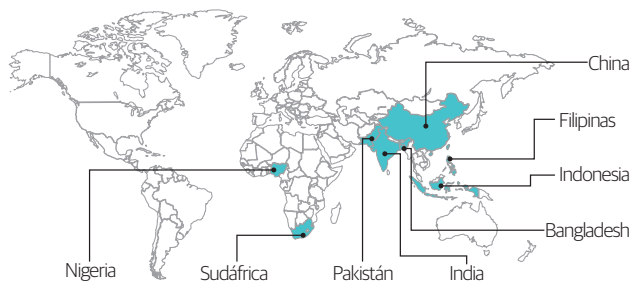 China
Filipinas
Indonesia
Bangladesh
Nigeria
Sudáfrica
Pakistán
India